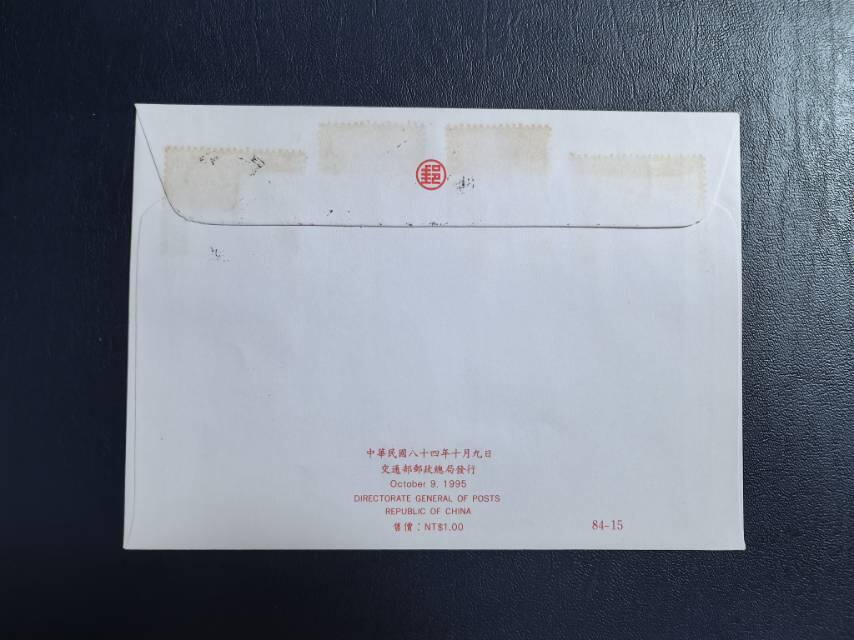 郵
中華民國八十四年十月九日
交通部郵政總局發行
October 9, 1995
DIRECTORATE GENERAL OF POSTS
REPUBLIC OF CHINA
售價：NT$1.00
84-15